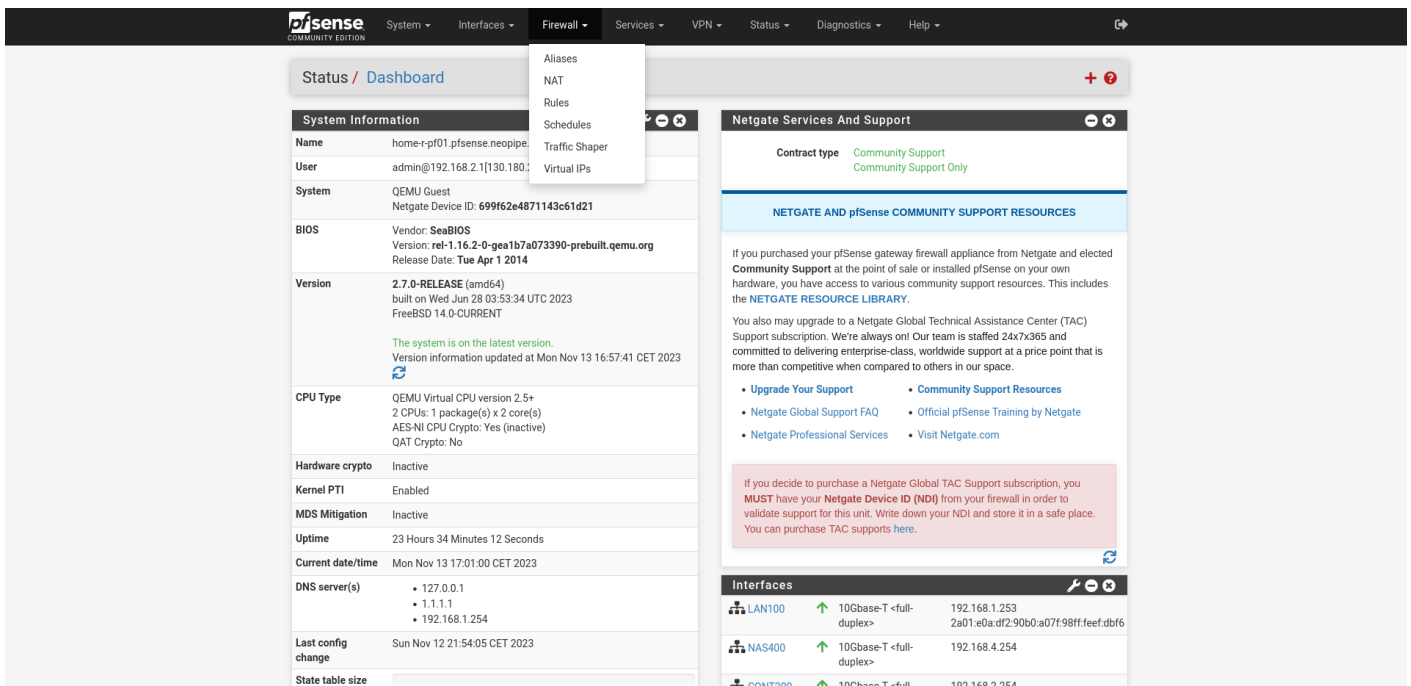 pfsense
COMMUNITY EDITION
System
Interfaces
Firewall
Services
VPN
Status
Diagnostics
Help
Aliases
NAT
Rules
Schedules
Traffic Shaper
Virtual IPs
Status / Dashboard
System Information
Name home-r-pf01.pfsense.neopipe.
User admin@192.168.2.1[130.180.
System QEMU Guest
Netgate Device ID: 699f62e4871143c61d21
BIOS Vendor: SeaBIOS
Version: rel-1.16.2-0-gea1b7a073390-prebuilt.qemu.org
Release Date: Tue Apr 1 2014
Version 2.7.0-RELEASE (amd64)
built on Wed Jun 28 03:53:34 UTC 2023
FreeBSD 14.0-CURRENT
The system is on the latest version.
Version information updated at Mon Nov 13 16:57:41 CET 2023
CPU Type QEMU Virtual CPU version 2.5+
2 CPUs: 1 package(s) x 2 core(s)
AES-NI CPU Crypto: Yes (inactive)
QAT Crypto: No
Hardware crypto Inactive
Kernel PTI Enabled
MDS Mitigation Inactive
Uptime 23 Hours 34 Minutes 12 Seconds
Current date/time Mon Nov 13 17:01:00 CET 2023
DNS server(s) • 127.0.0.1
• 1.1.1.1
• 192.168.1.254
Last config
change Sun Nov 12 21:54:05 CET 2023
State table size
Netgate Services And Support
Contract type Community Support
Community Support Only
NETGATE AND pfSense COMMUNITY SUPPORT RESOURCES
If you purchased your pfSense gateway firewall appliance from Netgate and elected
Community Support at the point of sale or installed pfSense on your own
hardware, you have access to various community support resources. This includes
the NETGATE RESOURCE LIBRARY.
You also may upgrade to a Netgate Global Technical Assistance Center (TAC)
Support subscription. We're always on! Our team is staffed 24x7x365 and
committed to delivering enterprise-class, worldwide support at a price point that is
more than competitive when compared to others in our space.
• Upgrade Your Support • Community Support Resources
• Netgate Global Support FAQ • Official pfSense Training by Netgate
• Netgate Professional Services • Visit Netgate.com
If you decide to purchase a Netgate Global TAC Support subscription, you
MUST have your Netgate Device ID (NDI) from your firewall in order to
validate support for this unit. Write down your NDI and store it in a safe place.
You can purchase TAC supports here.
Interfaces
LAN100 10Gbase-T <full-duplex> 192.168.1.253
2a01:e0a:df2:90b0:a07f:98ff:feef:dbf6
NAS400 10Gbase-T <full-duplex> 192.168.4.254
CONT200 10Gbase-T <full- 192.168.2.254